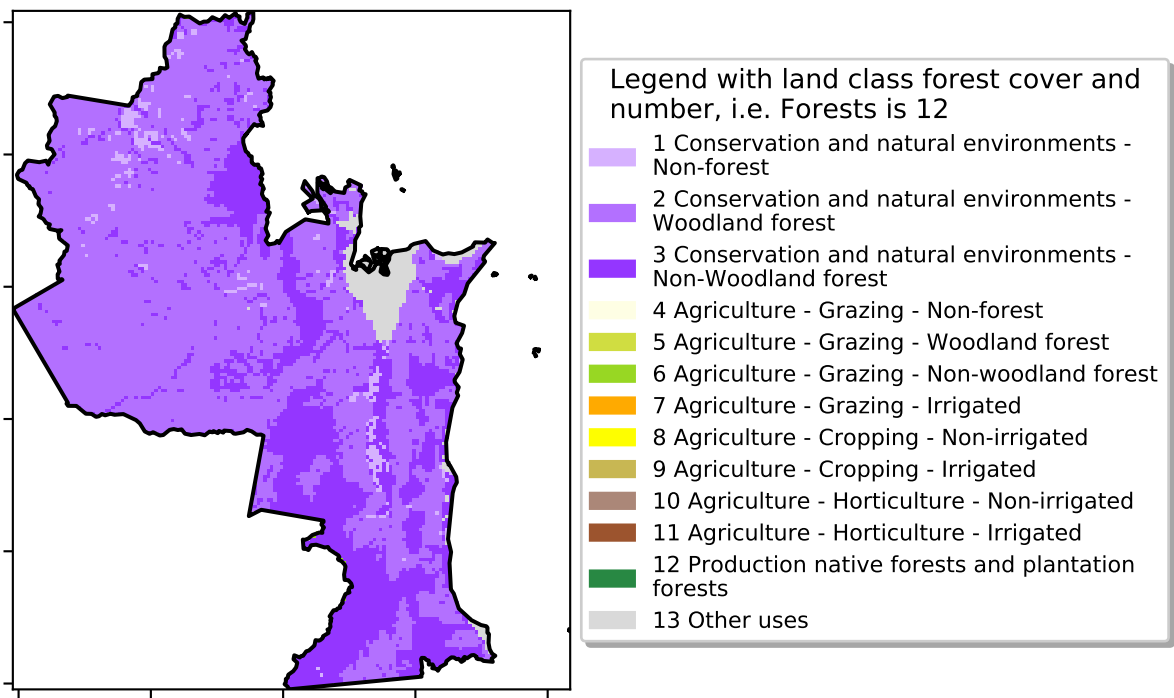 Legend with land class forest cover and
number, i.e. Forests is 12
1 Conservation and natural environments -
Non-forest
2 Conservation and natural environments -
Woodland forest
3 Conservation and natural environments -
Non-Woodland forest
4 Agriculture - Grazing - Non-forest
5 Agriculture - Grazing - Woodland forest
6 Agriculture - Grazing - Non-woodland forest
7 Agriculture - Grazing - Irrigated
8 Agriculture - Cropping - Non-irrigated
9 Agriculture - Cropping - Irrigated
10 Agriculture - Horticulture - Non-irrigated
11 Agriculture - Horticulture - Irrigated
12 Production native forests and plantation
forests
13 Other uses